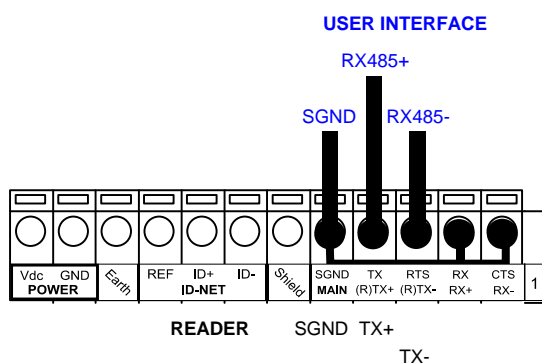 USER INTERFACE
RX485+
SGND RX485-
Vdc GND Earth REF ID+ ID- Shield SGND TX RTS RX CTS
POWER ID-NET MAIN (R)TX+ (R)TX- RX+ RX- 1
READER SGND TX+
TX-